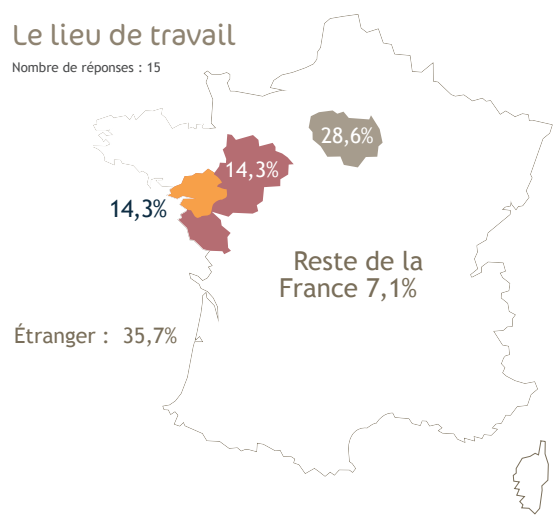 Le lieu de travail
Nombre de réponses : 15
28,6%
14,3%
14,3%
Reste de la
France 7,1%
Étranger : 35,7%